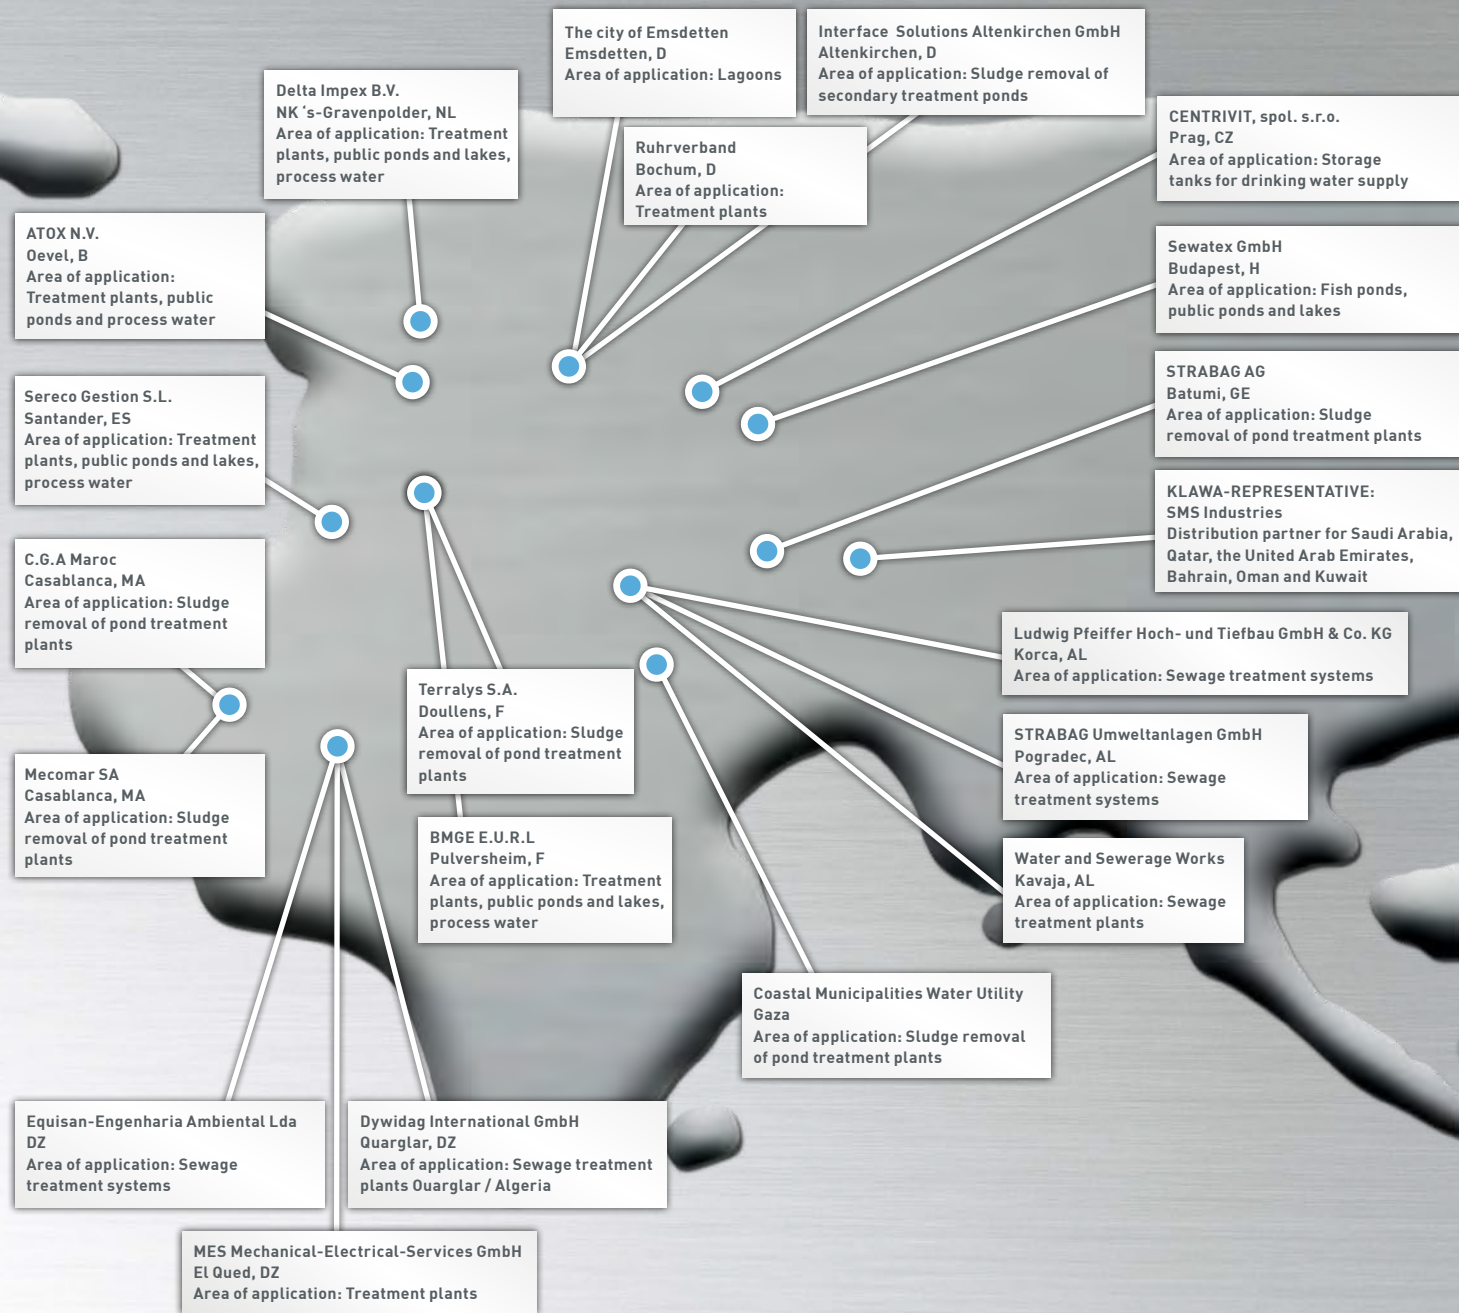 The city of Emsdetten
Emsdetten, D
Area of application: Lagoons
Interface  Solutions Altenkirchen GmbH
Altenkirchen, D
Area of application: Sludge removal of
secondary treatment ponds
Delta Impex B.V.
NK ‘s-Gravenpolder, NL
Area of application: Treatment
plants, public ponds and lakes,
process water
Ruhrverband
Bochum, D
Area of application:
Treatment plants
CENTRIVIT, spol. s.r.o.
Prag, CZ
Area of application: Storage
tanks for drinking water supply
ATOX N.V.
Oevel, B
Area of application:
Treatment plants, public
ponds and process water
Sewatex GmbH
Budapest, H
Area of application: Fish ponds,
public ponds and lakes
STRABAG AG
Batumi, GE
Area of application: Sludge
removal of pond treatment plants
Sereco Gestion S.L.
Santander, ES
Area of application: Treatment
plants, public ponds and lakes,
process water
KLAWA-REPRESENTATIVE:
SMS Industries
Distribution partner for Saudi Arabia,
Qatar, the United Arab Emirates,
Bahrain, Oman and Kuwait
C.G.A Maroc
Casablanca, MA
Area of application: Sludge
removal of pond treatment
plants
Ludwig Pfeiffer Hoch- und Tiefbau GmbH & Co. KG
Korca, AL
Area of application: Sewage treatment systems
Terralys S.A.
Doullens, F
Area of application: Sludge
removal of pond treatment
plants
STRABAG Umweltanlagen GmbH
Pogradec, AL
Area of application: Sewage
treatment systems
Mecomar SA
Casablanca, MA
Area of application: Sludge
removal of pond treatment
plants
BMGE E.U.R.L
Pulversheim, F
Area of application: Treatment
plants, public ponds and lakes,
process water
Water and Sewerage Works
Kavaja, AL
Area of application: Sewage
treatment plants
Coastal Municipalities Water Utility
Gaza
Area of application: Sludge removal
of pond treatment plants
Equisan-Engenharia Ambiental Lda
DZ
Area of application: Sewage
treatment systems
Dywidag International GmbH
Quarglar, DZ
Area of application: Sewage treatment
plants Ouarglar / Algeria
MES Mechanical-Electrical-Services GmbH
El Qued, DZ
Area of application: Treatment plants